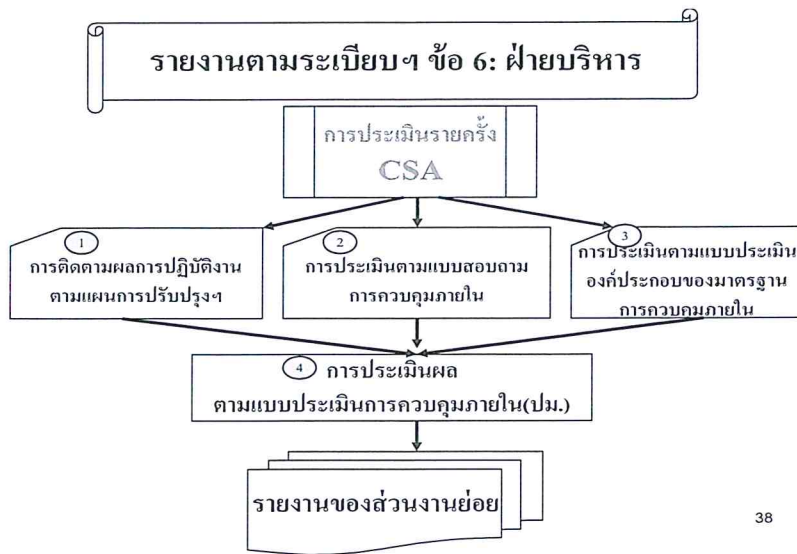 รายงานตามระเบียบฯ ข้อ 6: ฝ่ายบริหาร
การประเมินรายครั้ง
CSA
1
การติดตามผลการปฏิบัติงาน
ตามแผนการปรับปรุงฯ
2
การประเมินตามแบบสอบถาม
การควบคุมภายใน
3
การประเมินตามแบบประเมิน
องค์ประกอบของมาตรฐาน
การควบคุมภายใน
4 การประเมินผล
ตามแบบประเมินการควบคุมภายใน(ปม.)
รายงานของส่วนงานย่อย
38